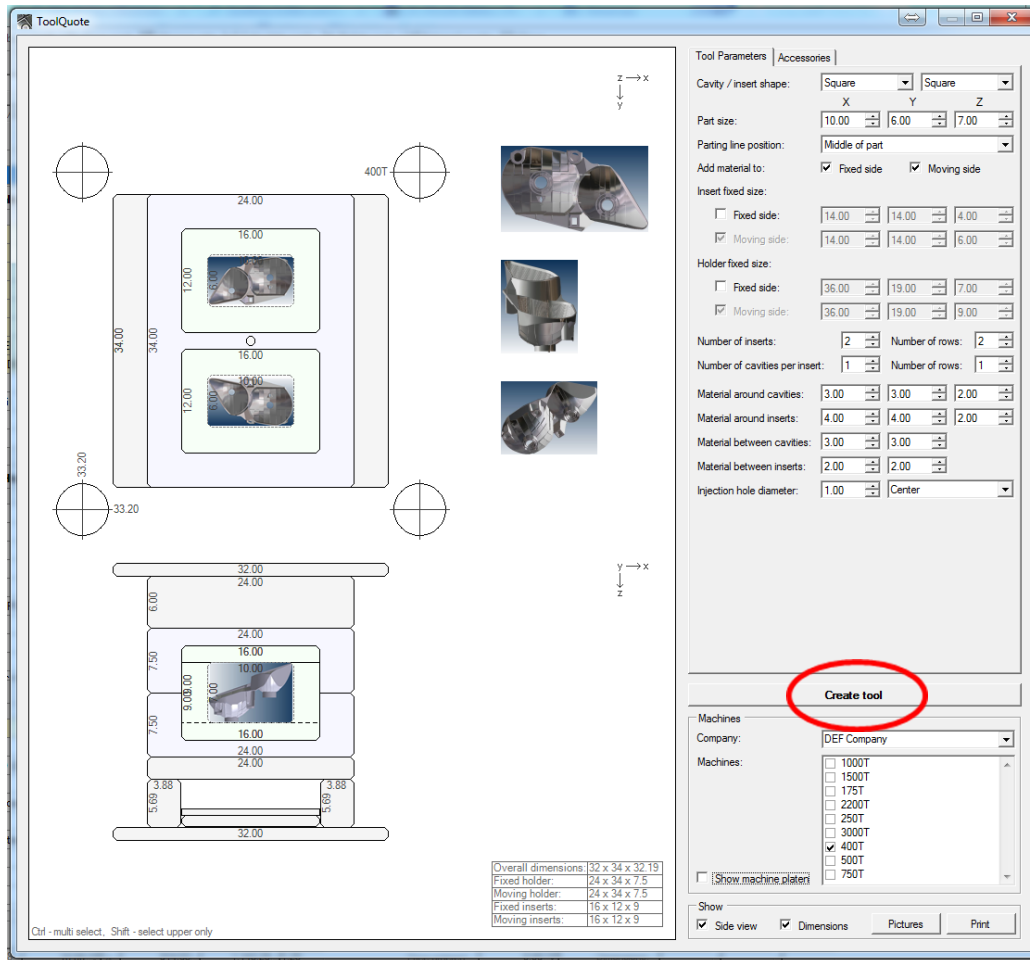 ToolQuote
z → x
↓
y
400T
24.00
16.00
12.00
6.00
34.00
34.00
16.00
10.00
12.00
6.00
33.20
33.20
y → x
↓
z
32.00
24.00
6.00
24.00
7.50
16.00
10.00
9.00
9.00
7.00
7.50
16.00
24.00
24.00
3.88
3.88
5.69
5.69
32.00
Overall dimensions: 32 x 34 x 32.19
Fixed holder: 24 x 34 x 7.5
Moving holder: 24 x 34 x 7.5
Fixed inserts: 16 x 12 x 9
Moving inserts: 16 x 12 x 9
Ctrl - multi select, Shift - select upper only
Tool Parameters Accessories
Cavity / insert shape: Square Square
X Y Z
Part size: 10.00 6.00 7.00
Parting line position: Middle of part
Add material to: Fixed side Moving side
Insert fixed size:
Fixed side: 14.00 14.00 4.00
Moving side: 14.00 14.00 6.00
Holder fixed size:
Fixed side: 36.00 19.00 7.00
Moving side: 36.00 19.00 9.00
Number of inserts: 2 Number of rows: 2
Number of cavities per insert: 1 Number of rows: 1
Material around cavities: 3.00 3.00 2.00
Material around inserts: 4.00 4.00 2.00
Material between cavities: 3.00 3.00
Material between inserts: 2.00 2.00
Injection hole diameter: 1.00 Center
Create tool
Machines
Company: DEF Company
Machines:
1000T
1500T
175T
2200T
250T
3000T
400T
500T
750T
Show machine platen
Show
Side view Dimensions Pictures Print